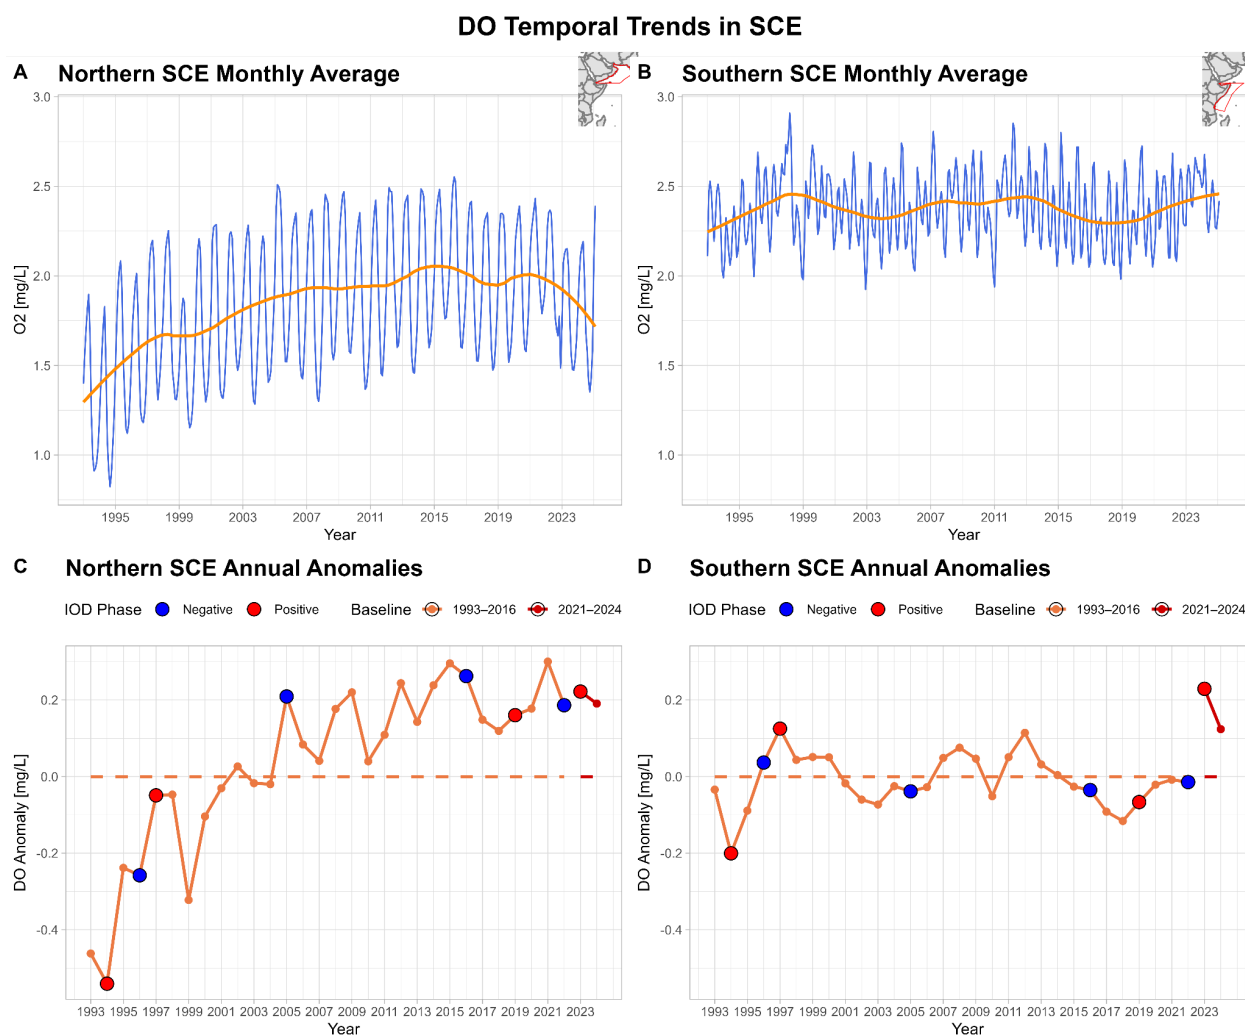 DO Temporal Trends in SCE
A Northern SCE Monthly Average
3.0
2.5
2.0
1.5
1.0
O2 [mg/L]
1995 1999 2003 2007 2011 2015 2019 2023
Year
B Southern SCE Monthly Average
3.0
2.5
2.0
1.5
1.0
O2 [mg/L]
1995 1999 2003 2007 2011 2015 2019 2023
Year
C Northern SCE Annual Anomalies
IOD Phase Negative Positive Baseline 1993–2016 2021–2024
0.2
0.0
-0.2
-0.4
DO Anomaly [mg/L]
1993 1995 1997 1999 2001 2003 2005 2007 2009 2011 2013 2015 2017 2019 2021 2023
Year
D Southern SCE Annual Anomalies
IOD Phase Negative Positive Baseline 1993–2016 2021–2024
0.2
0.0
-0.2
-0.4
DO Anomaly [mg/L]
1993 1995 1997 1999 2001 2003 2005 2007 2009 2011 2013 2015 2017 2019 2021 2023
Year